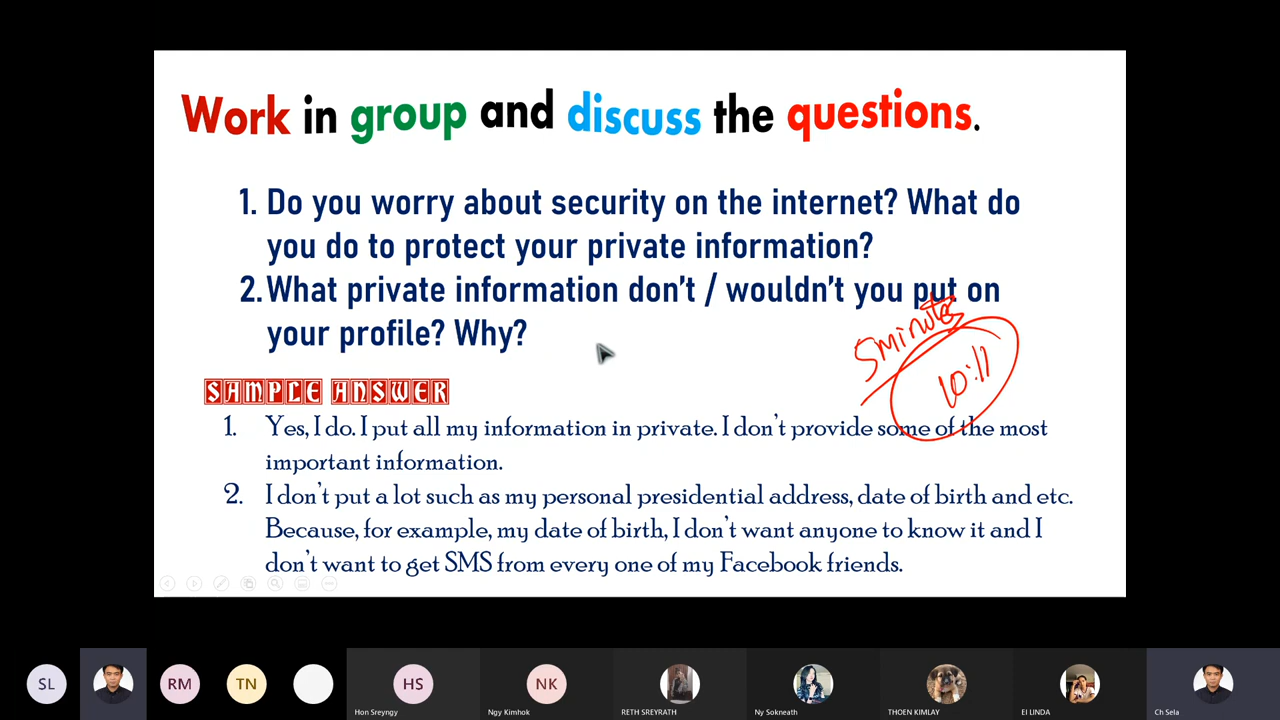 Work in group and discuss the questions.
1. Do you worry about security on the internet? What do
you do to protect your private information?
2. What private information don't / wouldn't you put on
your profile? Why?
5minutes
10:11
SAMPLE ANSWER
1. Yes, I do. I put all my information in private. I don't provide some of the most
important information.
2. I don't put a lot such as my personal presidential address, date of birth and etc.
Because, for example, my date of birth, I don't want anyone to know it and I
don't want to get SMS from every one of my Facebook friends.
SL RM TN HS NK
Hon Sreyngy Ngy Kimhok RETH SREYRATH Ny Sokneath THOEN KIMLAY EI LINDA Ch Sela